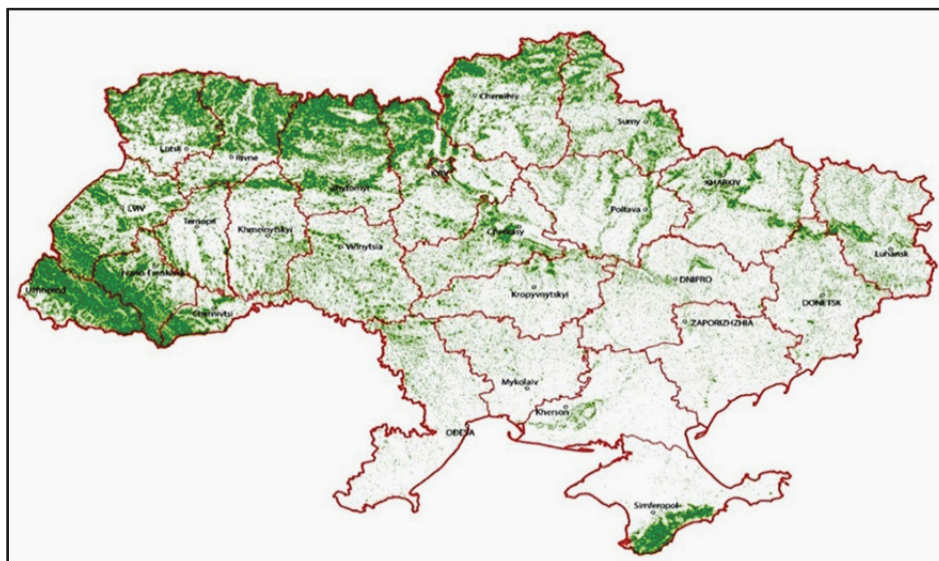 Chernihiv
Sumy
Lutsk
Rivne
KYIV
Zhytomyr
KHARKIV
LVIV
Ternopil
Khmelnytskyi
Vinnytsia
Cherkasy
Poltava
Luhansk
Ivano-Frankivsk
Uzhhorod
Chernivtsi
Kropyvnytskyi
DNIPRO
DONETSK
ZAPORIZHZHIA
Mykolaiv
Kherson
ODESA
Simferopol